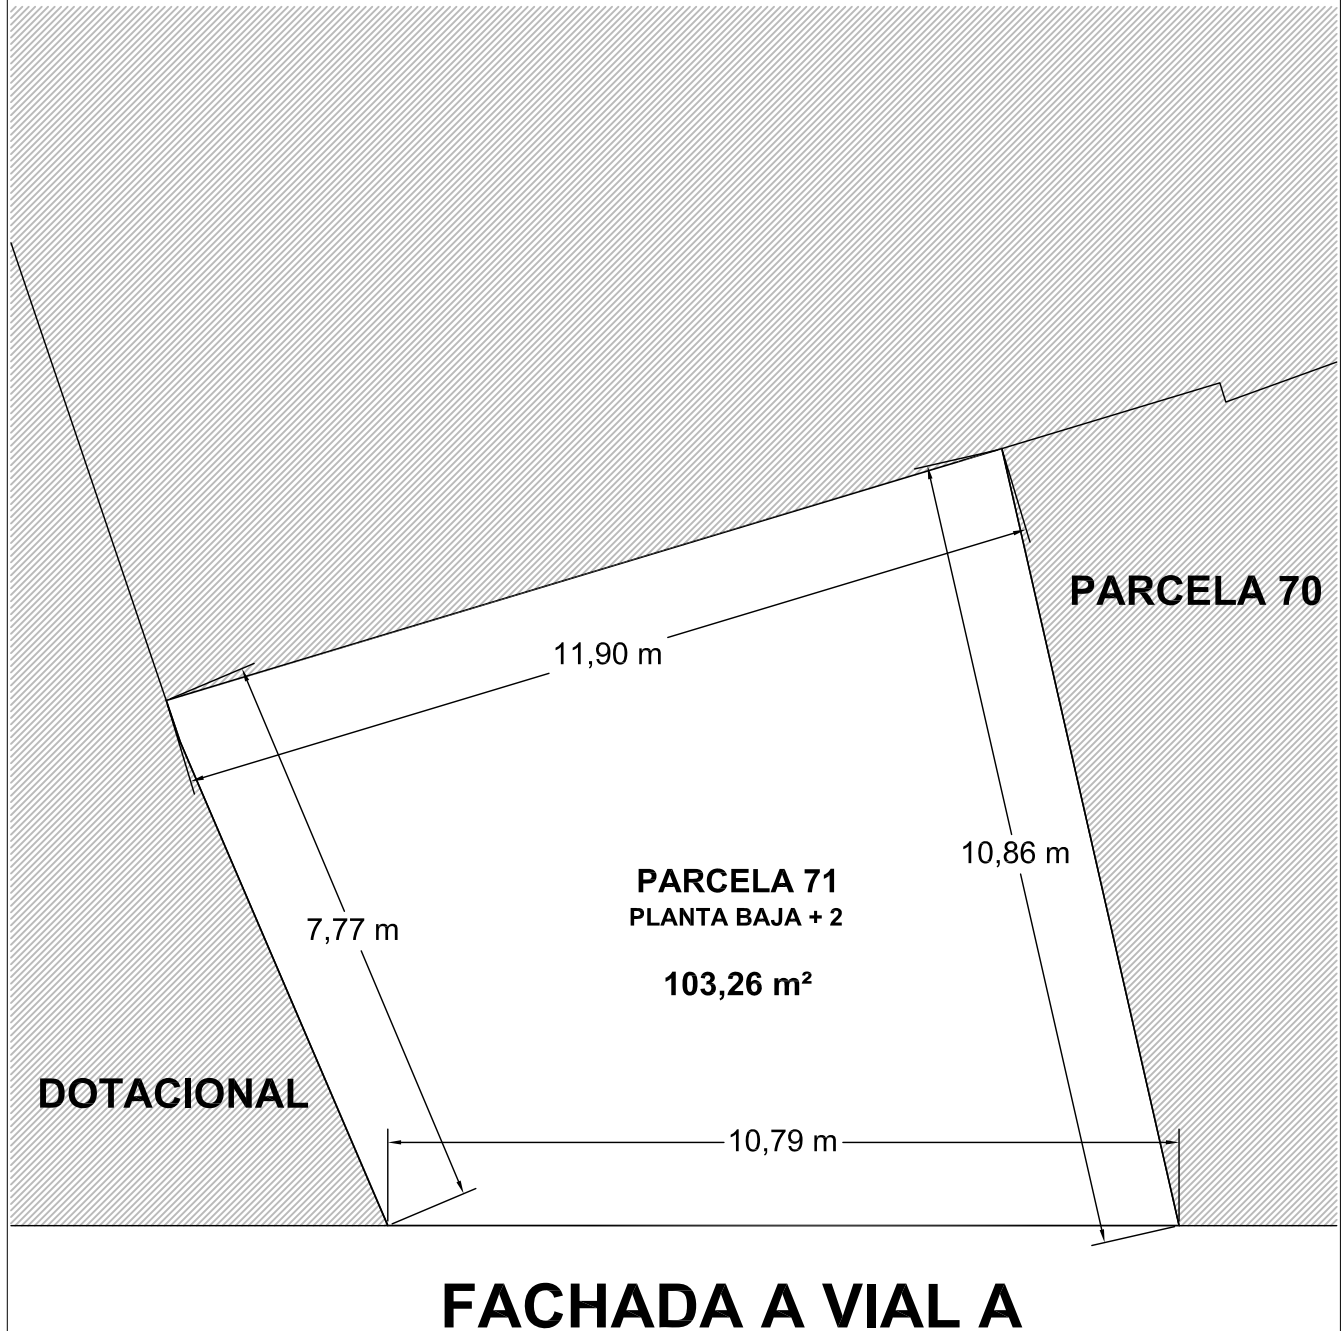 PARCELA 70
11,90 m
10,86 m
PARCELA 71
PLANTA BAJA + 2
7,77 m
103,26 m²
DOTACIONAL
10,79 m
FACHADA A VIAL A